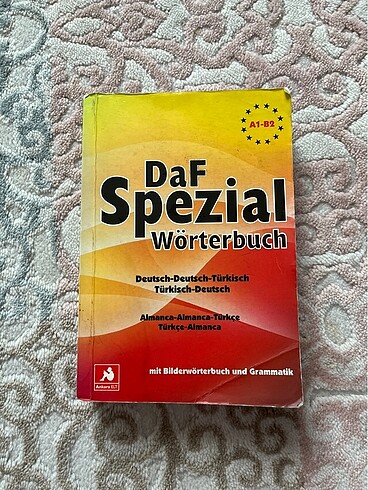 A1-B2
DaF
Spezial
Wörterbuch
Deutsch-Deutsch-Türkisch
Türkisch-Deutsch
Almanca-Almanca-Türkçe
Türkçe-Almanca
mit Bilderwörterbuch und Grammatik
Ankara ELT